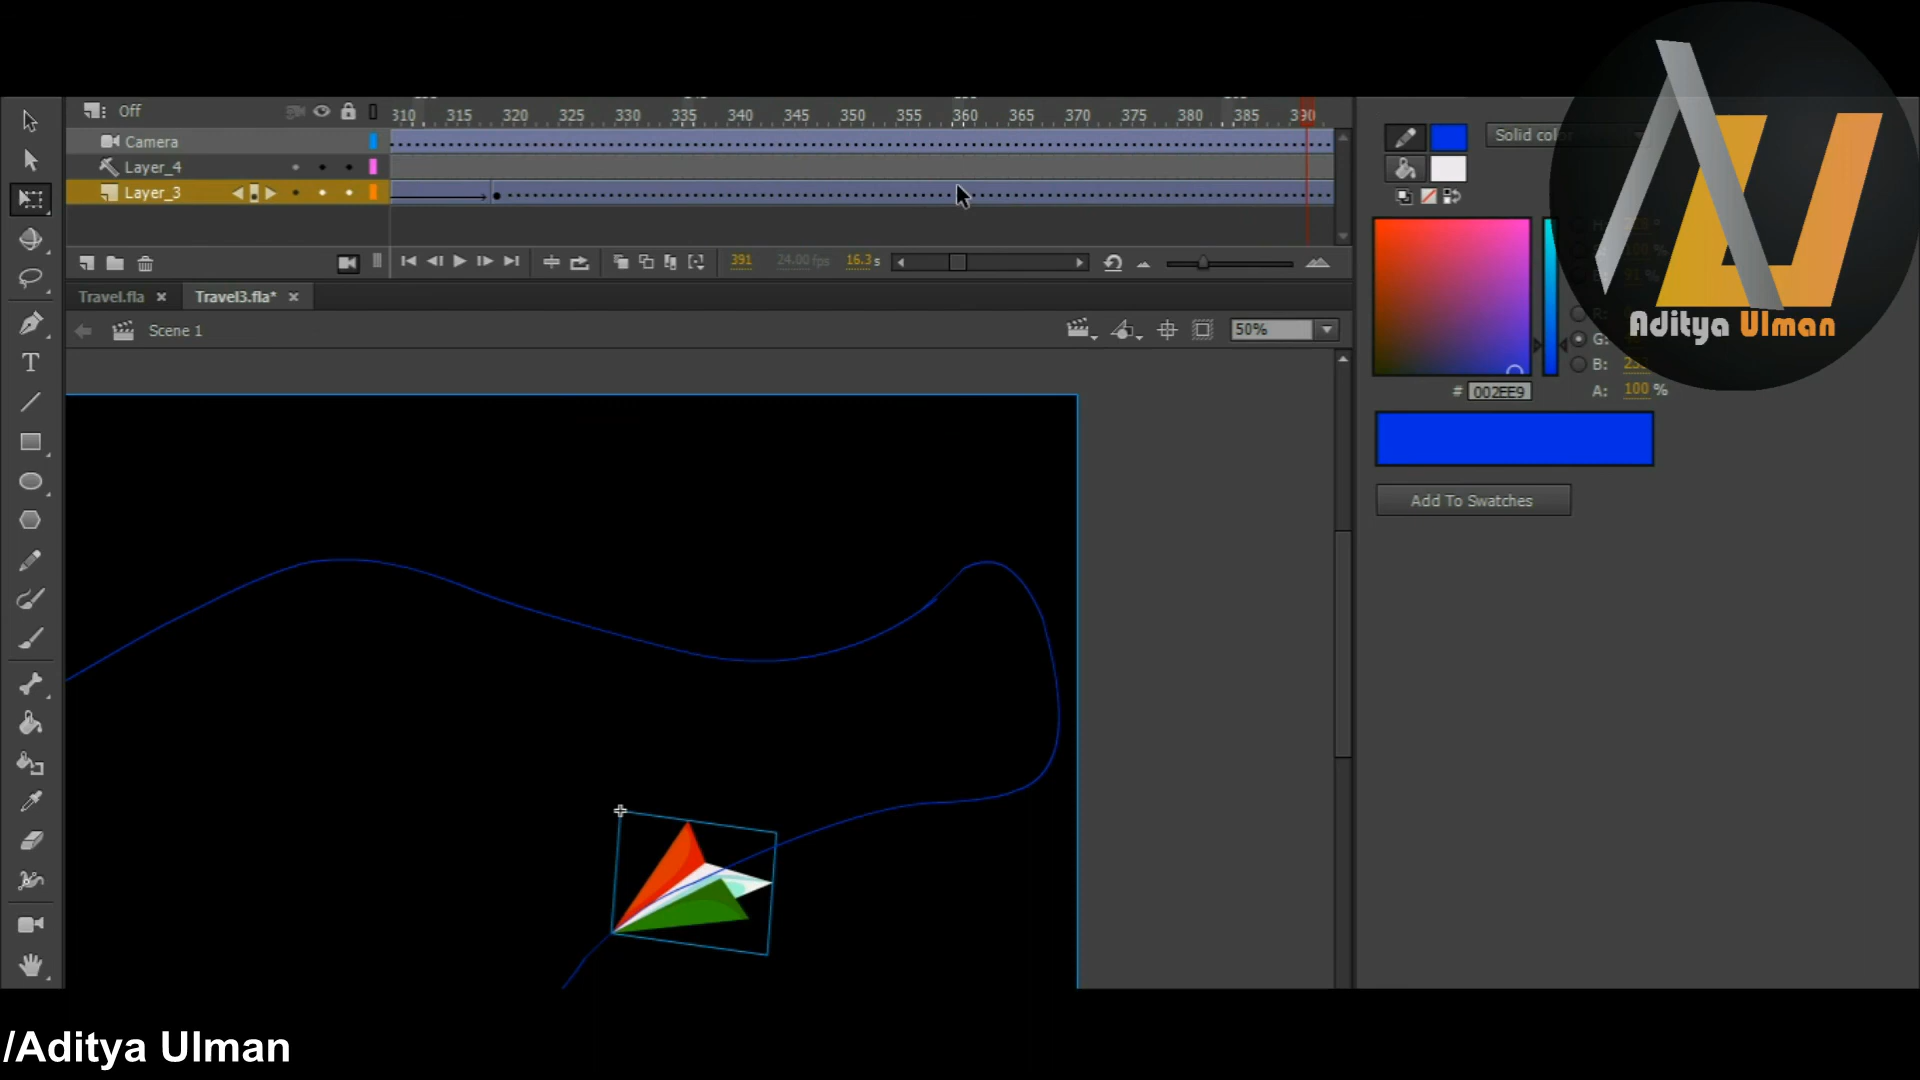 Off
310 315 320 325 330 335 340 345 350 355 360 365 370 375 380 385 390
Camera
Layer_4
Layer_3
391 24.00 fps 16.3 s
Travel.fla × Travel3.fla* ×
Scene 1
50%
Solid color
Aditya Ulman
G:
B:
# 002EE9 A: 100 %
Add To Swatches
/Aditya Ulman